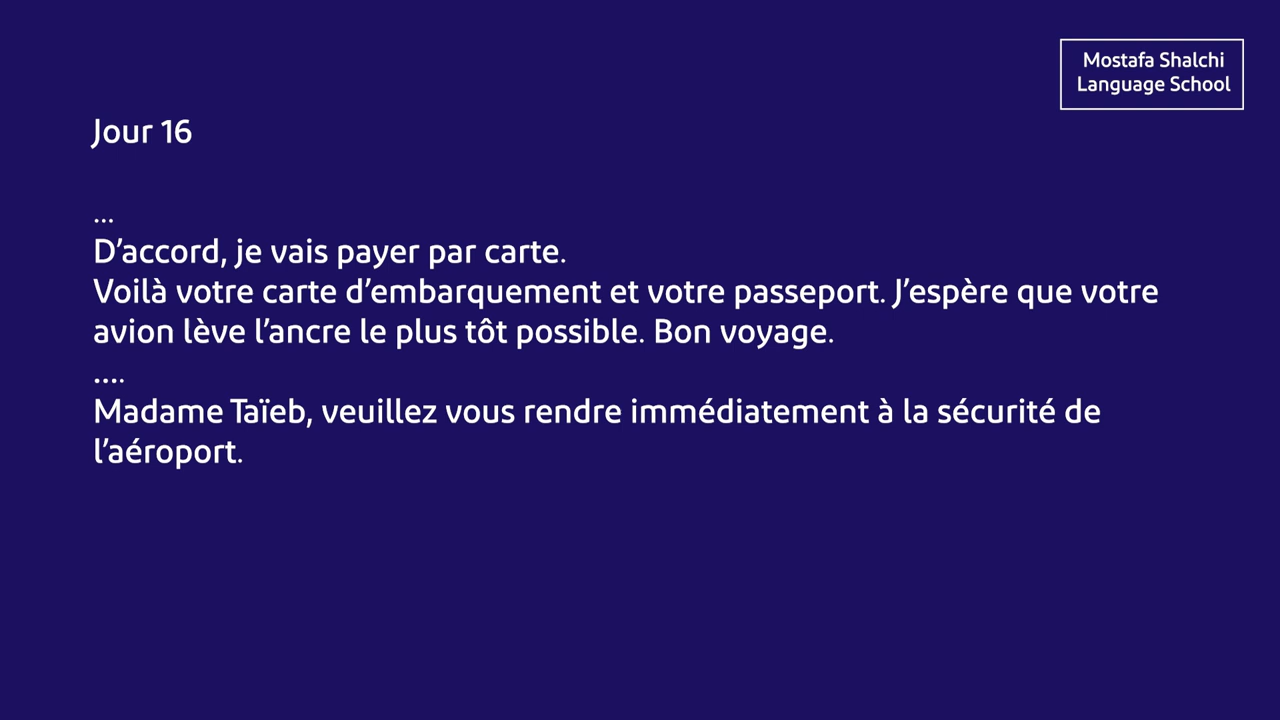 Mostafa Shalchi
Language School
Jour 16
...
D’accord, je vais payer par carte.
Voilà votre carte d’embarquement et votre passeport. J’espère que votre
avion lève l’ancre le plus tôt possible. Bon voyage.
....
Madame Taïeb, veuillez vous rendre immédiatement à la sécurité de
l’aéroport.